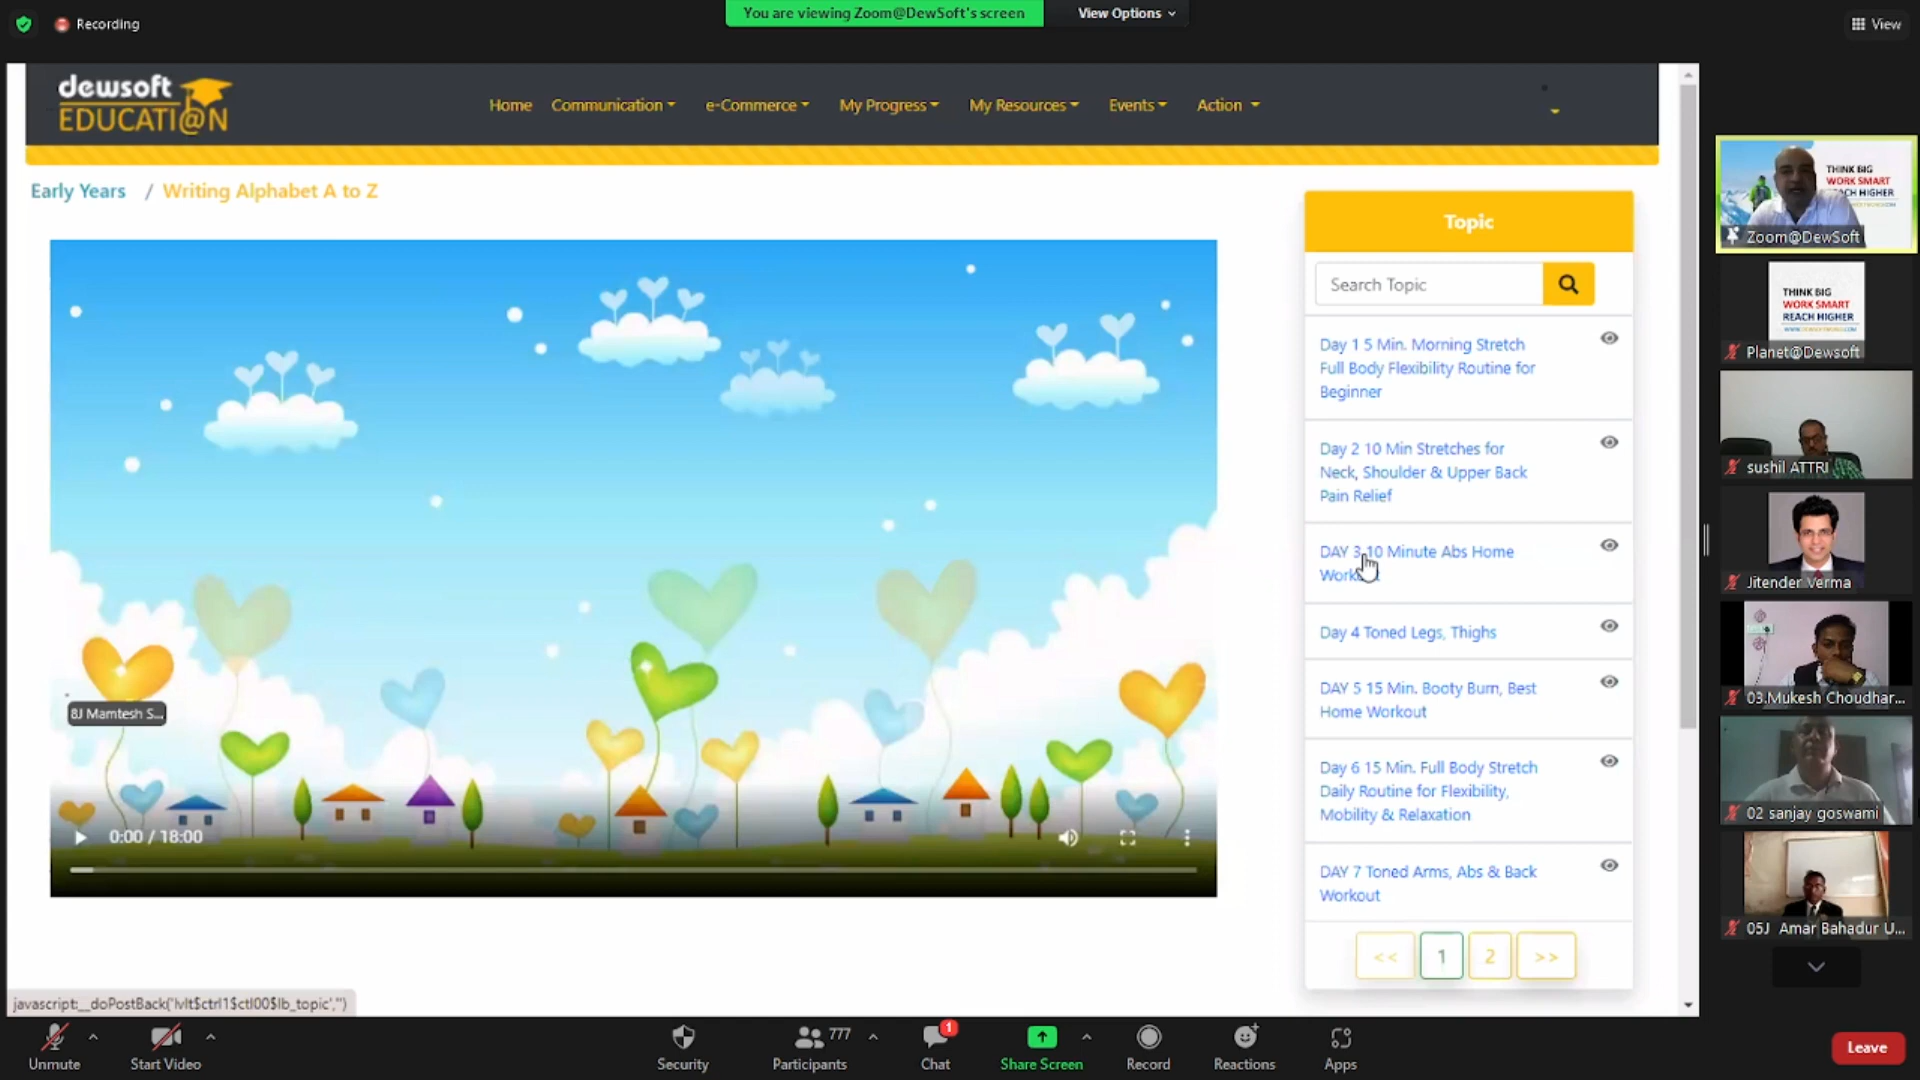 Recording
You are viewing Zoom@DewSoft's screen
View Options
View
dewsoft
EDUCATI@N
Home
Communication
e-Commerce
My Progress
My Resources
Events
Action
Early Years / Writing Alphabet A to Z
8J Mamtesh S...
0:00 / 18:00
Topic
Search Topic
Day 1 5 Min. Morning Stretch
Full Body Flexibility Routine for
Beginner
Day 2 10 Min Stretches for
Neck, Shoulder & Upper Back
Pain Relief
DAY 3 10 Minute Abs Home
Day 4 Toned Legs, Thighs
DAY 5 15 Min. Booty Burn, Best
Home Workout
Day 6 15 Min. Full Body Stretch
Daily Routine for Flexibility,
Mobility & Relaxation
DAY 7 Toned Arms, Abs & Back
Workout
<< 1 2 >>
javascript:__doPostBack('lvlt$ctrl1$ctl00$lb_topic','')
THINK BIG
WORK SMART
REACH HIGHER
Zoom@DewSoft
THINK BIG
WORK SMART
REACH HIGHER
Planet@Dewsoft
sushil ATTRI
Jitender Verma
03.Mukesh Choudhar...
02 sanjay goswami
05J Amar Bahadur U...
Unmute
Start Video
Security
777
Participants
1
Chat
Share Screen
Record
Reactions
Apps
Leave